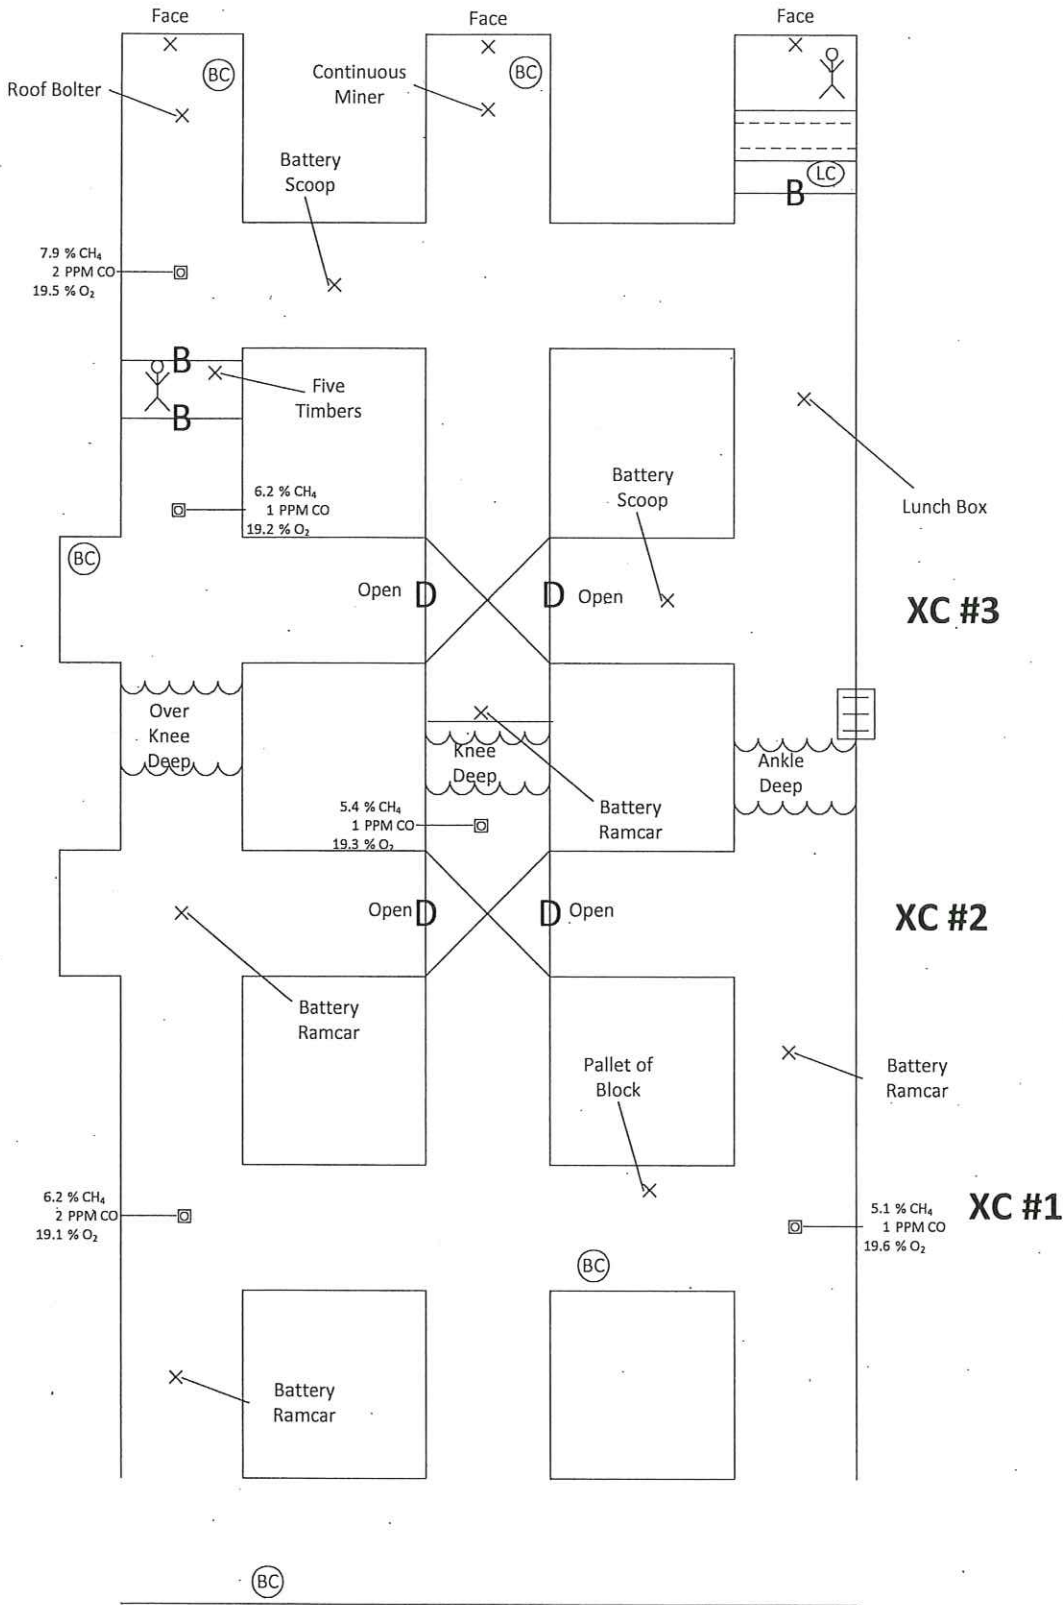 Face
Face
Face
BC
BC
Roof Bolter
Continuous
Miner
Battery
Scoop
LC
B
7.9 % CH₄
2 PPM CO
19.5 % O₂
B
Five
Timbers
B
Battery
Scoop
6.2 % CH₄
1 PPM CO
19.2 % O₂
Lunch Box
BC
Open D
D Open
XC #3
Over
Knee
Deep
Knee
Deep
Ankle
Deep
5.4 % CH₄
1 PPM CO
19.3 % O₂
Battery
Ramcar
Open D
D Open
XC #2
Battery
Ramcar
Pallet of
Block
Battery
Ramcar
6.2 % CH₄
2 PPM CO
19.1 % O₂
5.1 % CH₄
1 PPM CO
19.6 % O₂
XC #1
BC
Battery
Ramcar
BC